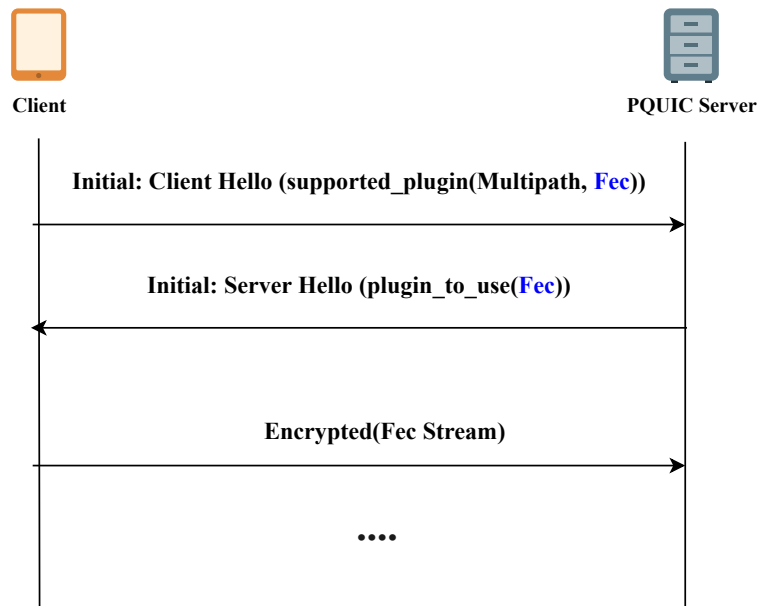 Client
PQUIC Server
Initial: Client Hello (supported_plugin(Multipath, Fec))
Initial: Server Hello (plugin_to_use(Fec))
Encrypted(Fec Stream)
....